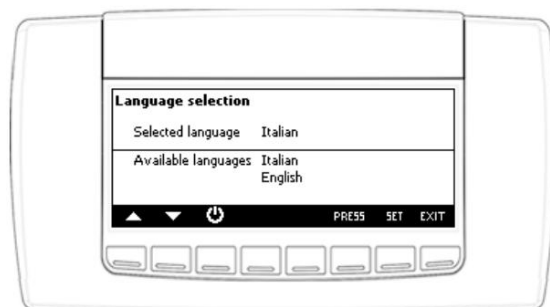 Language selection
Selected language Italian
Available languages Italian
English
PRESS SET EXIT